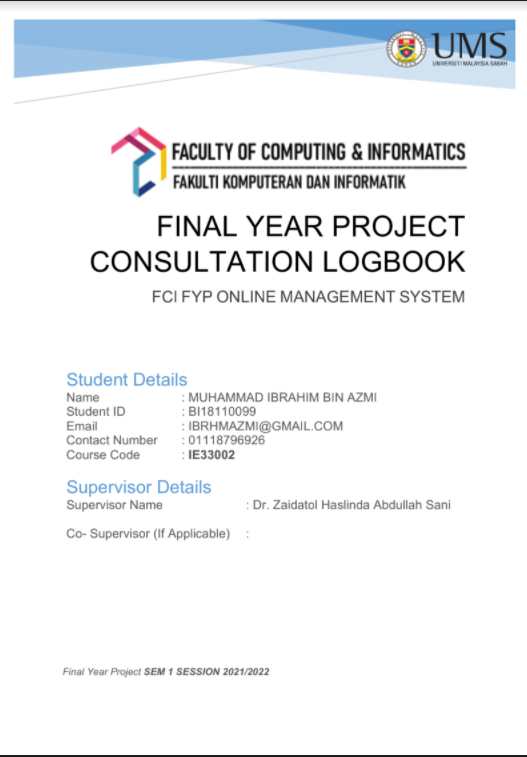 UMS
UNIVERSITI MALAYSIA SABAH
FACULTY OF COMPUTING & INFORMATICS
FAKULTI KOMPUTERAN DAN INFORMATIK
FINAL YEAR PROJECT
CONSULTATION LOGBOOK
FCI FYP ONLINE MANAGEMENT SYSTEM
Student Details
Name : MUHAMMAD IBRAHIM BIN AZMI
Student ID : BI18110099
Email : IBRHMAZMI@GMAIL.COM
Contact Number : 01118796926
Course Code : IE33002
Supervisor Details
Supervisor Name : Dr. Zaidatol Haslinda Abdullah Sani
Co- Supervisor (If Applicable) :
Final Year Project SEM 1 SESSION 2021/2022